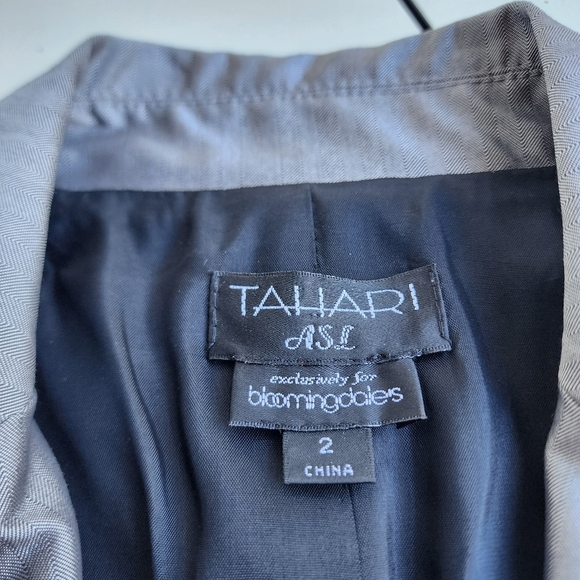 TAHARI
ASL
exclusively for
bloomingdale's
2
CHINA